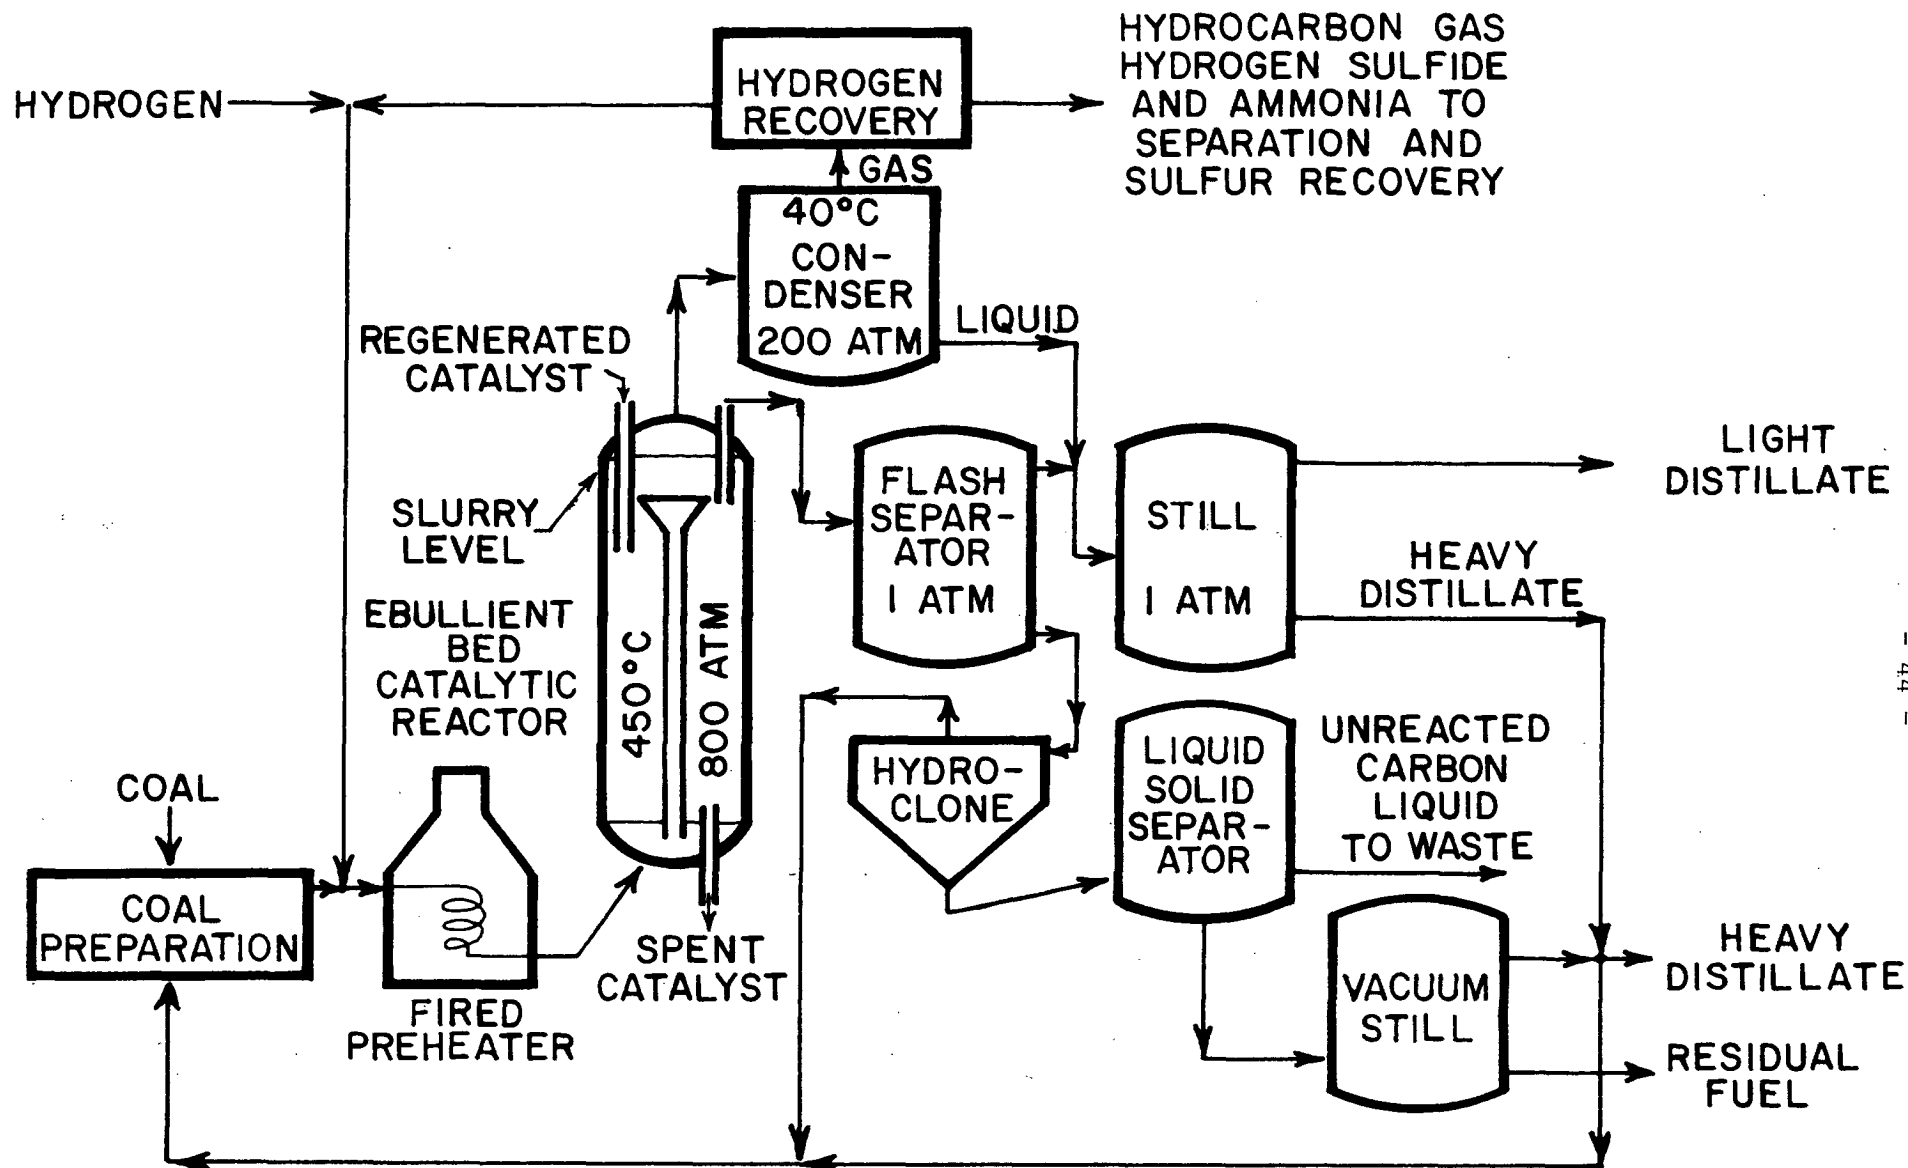 HYDROGEN
HYDROGEN
RECOVERY
HYDROCARBON GAS
HYDROGEN SULFIDE
AND AMMONIA TO
SEPARATION AND
SULFUR RECOVERY
GAS
40°C
CON-
DENSER
200 ATM
LIQUID
REGENERATED
CATALYST
SLURRY
LEVEL
EBULLIENT
BED
CATALYTIC
REACTOR
450°C
800 ATM
FLASH
SEPAR-
ATOR
1 ATM
STILL
1 ATM
LIGHT
DISTILLATE
HEAVY
DISTILLATE
- 44 -
COAL
COAL
PREPARATION
FIRED
PREHEATER
SPENT
CATALYST
HYDRO-
CLONE
LIQUID
SOLID
SEPAR-
ATOR
UNREACTED
CARBON
LIQUID
TO WASTE
VACUUM
STILL
HEAVY
DISTILLATE
RESIDUAL
FUEL